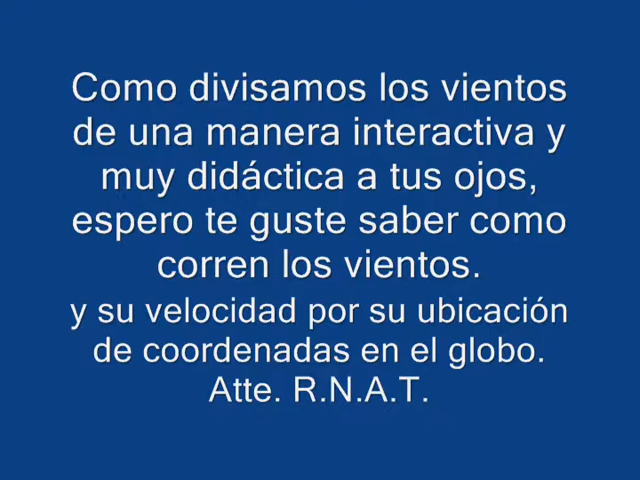 Como divisamos los vientos
de una manera interactiva y
muy didáctica a tus ojos,
espero te guste saber como
corren los vientos.
y su velocidad por su ubicación
de coordenadas en el globo.
Atte. R.N.A.T.